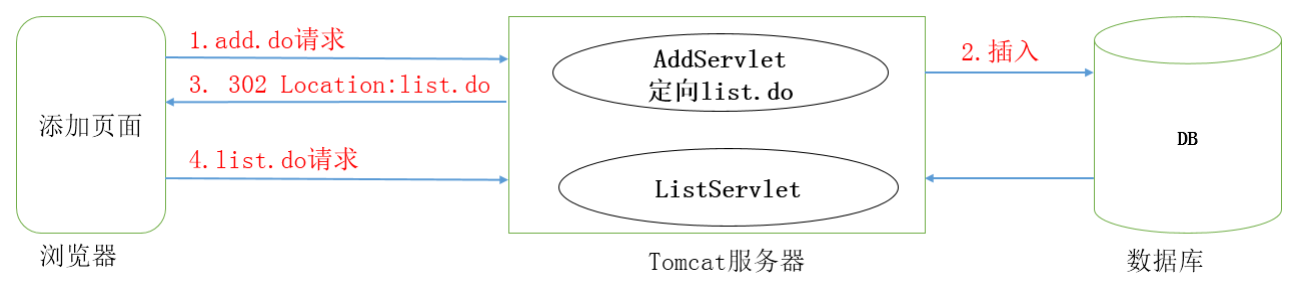 1.add.do请求
3. 302 Location:list.do
添加页面
4.list.do请求
浏览器
AddServlet
定向list.do
ListServlet
Tomcat服务器
2.插入
DB
数据库